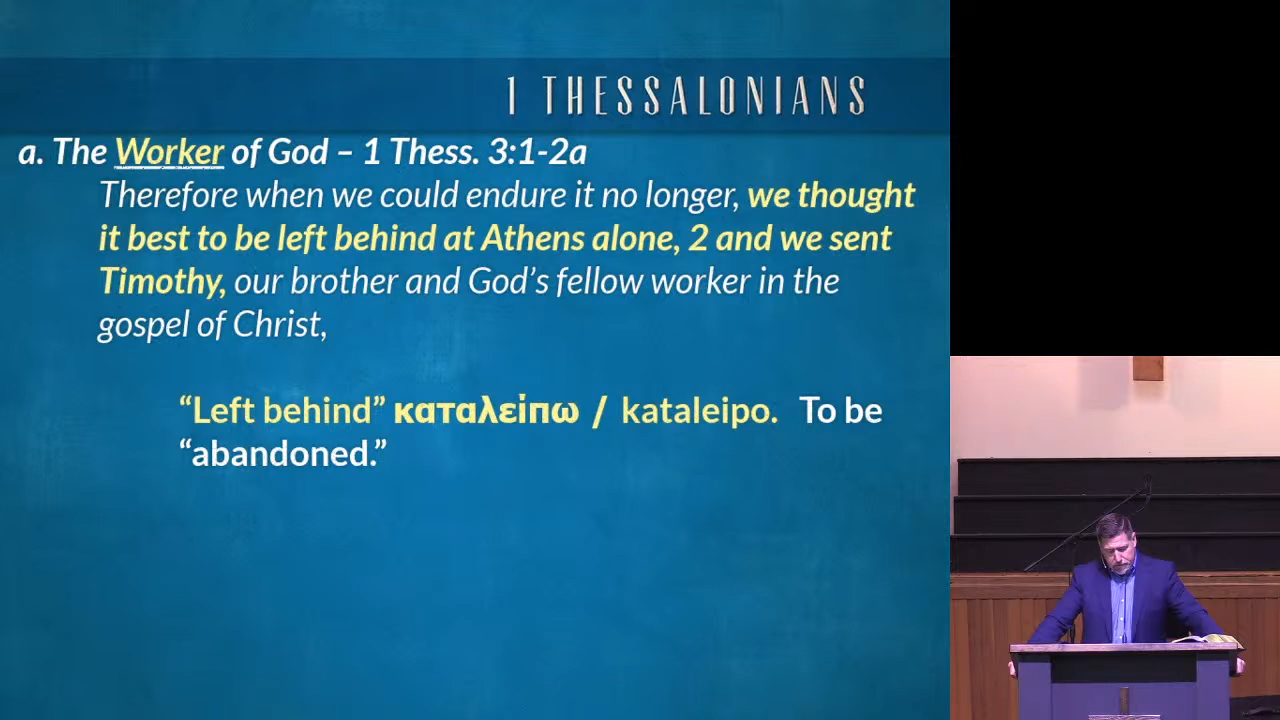 1 THESSALONIANS
a. The Worker of God – 1 Thess. 3:1-2a
Therefore when we could endure it no longer, we thought
it best to be left behind at Athens alone, 2 and we sent
Timothy, our brother and God’s fellow worker in the
gospel of Christ,
“Left behind” καταλείπω / kataleipo. To be
“abandoned.”